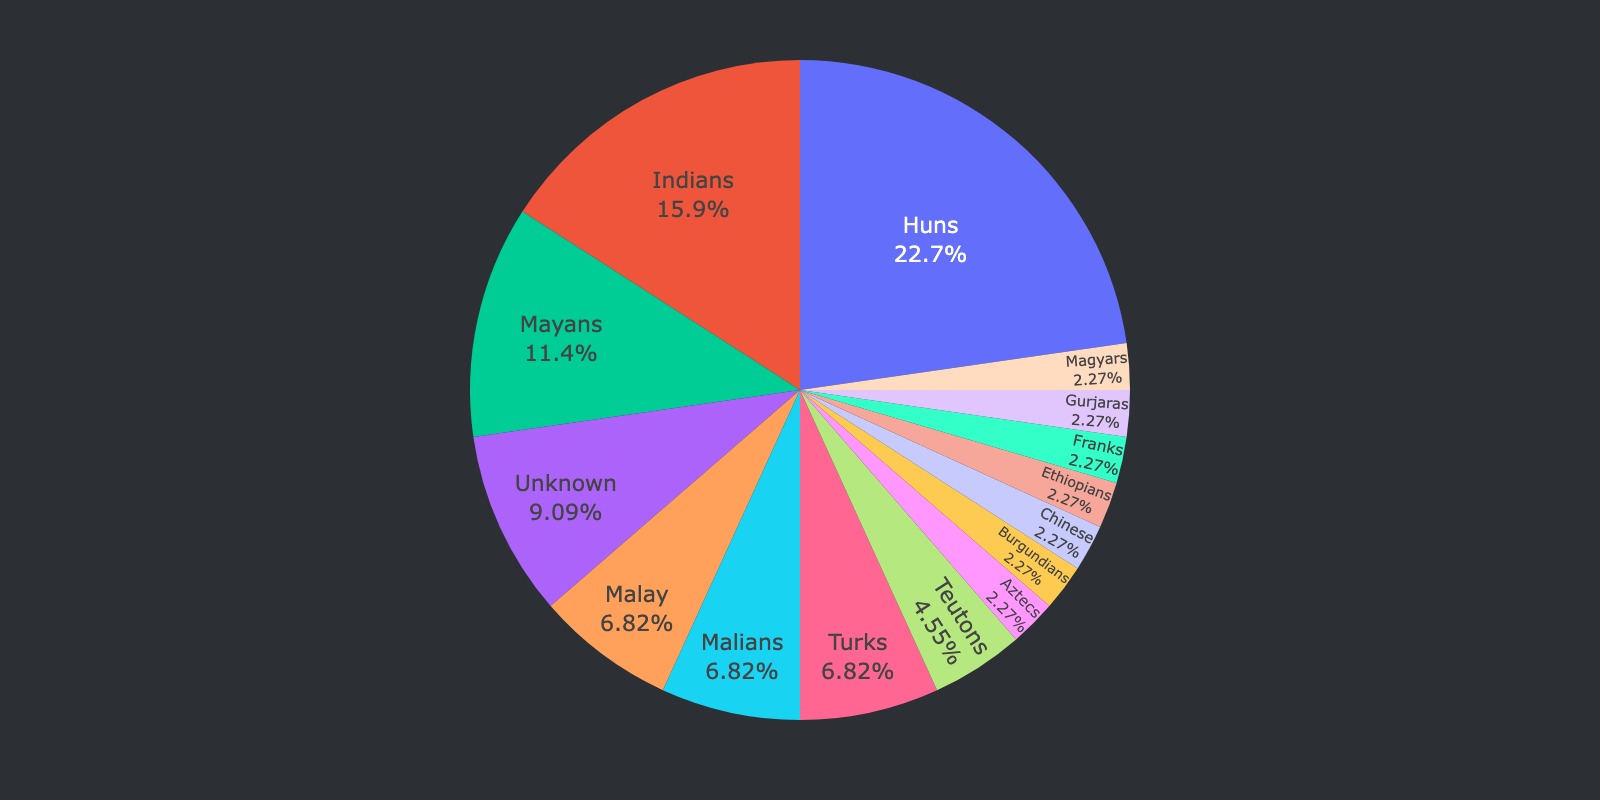 Indians
15.9%
Huns
22.7%
Mayans
11.4%
Magyars
2.27%
Gurjaras
2.27%
Franks
2.27%
Ethiopians
2.27%
Unknown
9.09%
Chinese
2.27%
Burgundians
2.27%
Aztecs
2.27%
Malay
6.82%
Teutons
4.55%
Malians
6.82%
Turks
6.82%